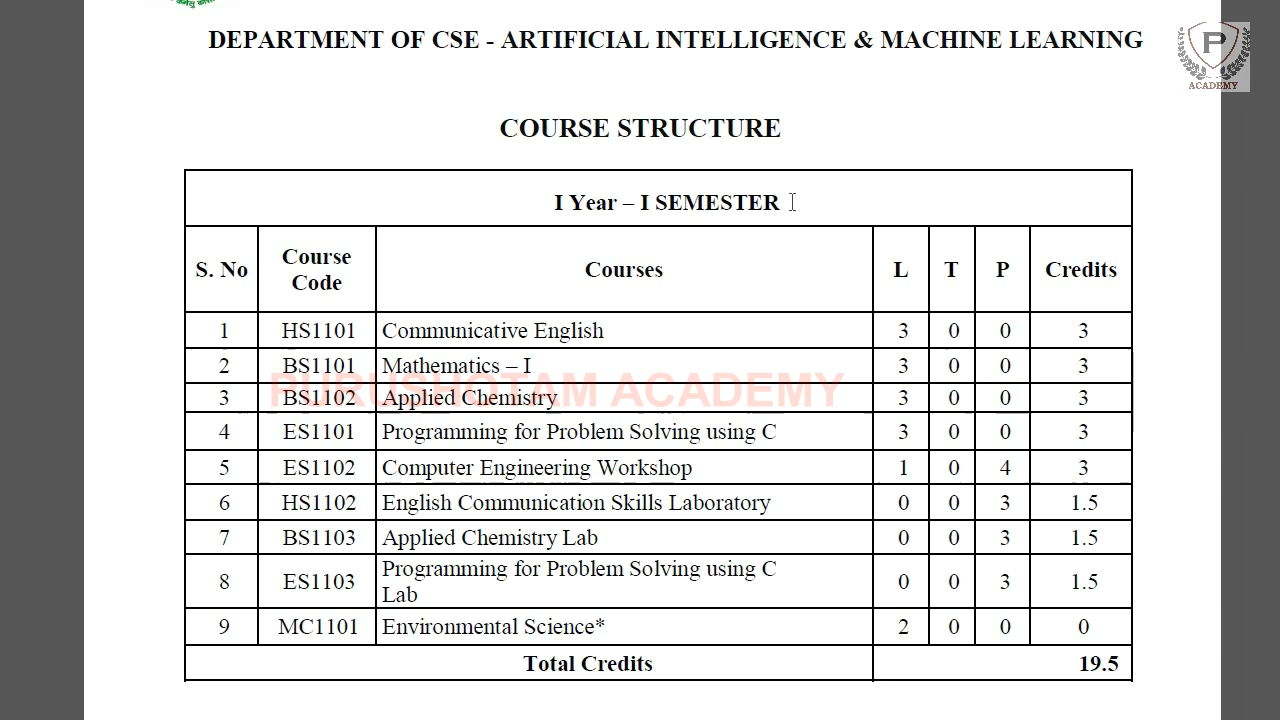 DEPARTMENT OF CSE - ARTIFICIAL INTELLIGENCE & MACHINE LEARNING
P
ACADEMY
COURSE STRUCTURE
I Year – I SEMESTER
S. No Course Code Courses L T P Credits
1 HS1101 Communicative English 3 0 0 3
2 BS1101 Mathematics – I 3 0 0 3
PURUSHOTAM ACADEMY
3 BS1102 Applied Chemistry 3 0 0 3
4 ES1101 Programming for Problem Solving using C 3 0 0 3
5 ES1102 Computer Engineering Workshop 1 0 4 3
6 HS1102 English Communication Skills Laboratory 0 0 3 1.5
7 BS1103 Applied Chemistry Lab 0 0 3 1.5
8 ES1103 Programming for Problem Solving using C Lab 0 0 3 1.5
9 MC1101 Environmental Science* 2 0 0 0
Total Credits 19.5